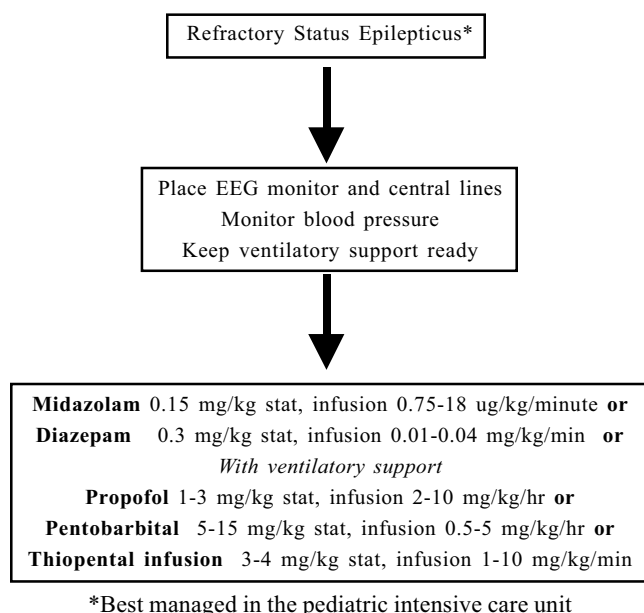 Refractory Status Epilepticus*
Place EEG monitor and central lines
Monitor blood pressure
Keep ventilatory support ready
Midazolam 0.15 mg/kg stat, infusion 0.75-18 ug/kg/minute or
Diazepam 0.3 mg/kg stat, infusion 0.01-0.04 mg/kg/min or
With ventilatory support
Propofol 1-3 mg/kg stat, infusion 2-10 mg/kg/hr or
Pentobarbital 5-15 mg/kg stat, infusion 0.5-5 mg/kg/hr or
Thiopental infusion 3-4 mg/kg stat, infusion 1-10 mg/kg/min
*Best managed in the pediatric intensive care unit